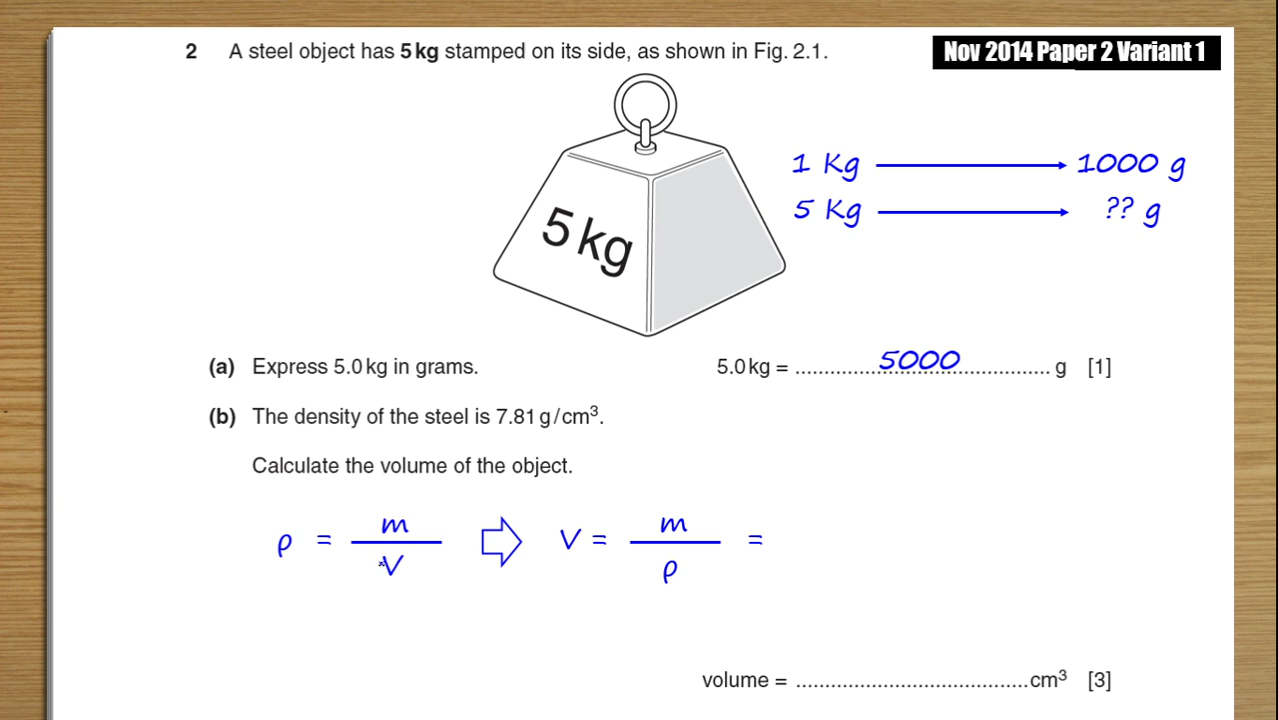 2 A steel object has 5 kg stamped on its side, as shown in Fig. 2.1.
Nov 2014 Paper 2 Variant 1
1 Kg → 1000 g
5 Kg → ?? g
5 kg
(a) Express 5.0 kg in grams. 5.0 kg = ............5000............ g [1]
(b) The density of the steel is 7.81 g/cm³.
Calculate the volume of the object.
ρ = m/V ⇒ V = m/ρ =
volume = ........................................cm³ [3]